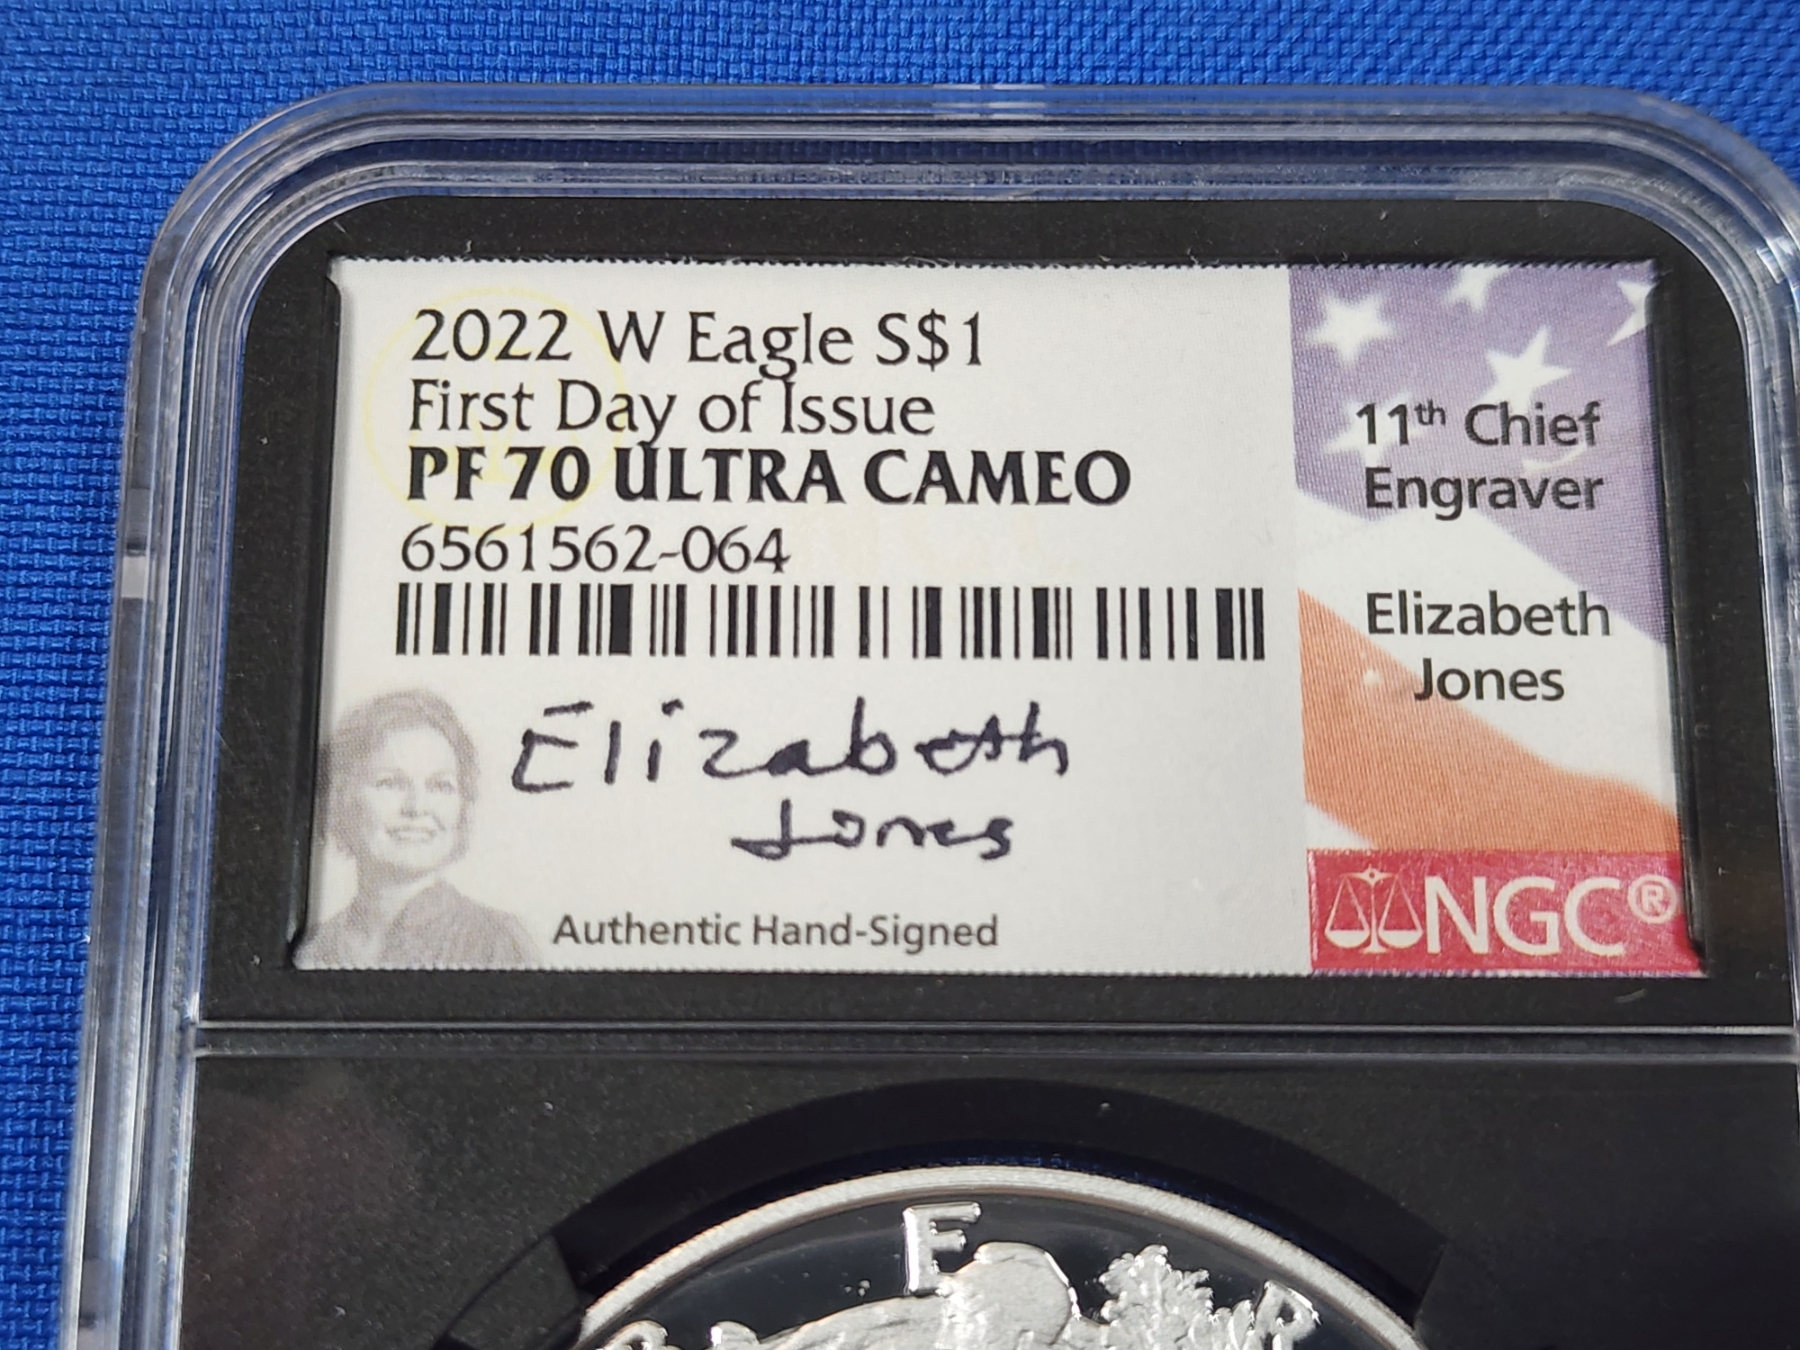 2022 W Eagle S$1
First Day of Issue
PF 70 ULTRA CAMEO
6561562-064
Elizabeth
Jones
Authentic Hand-Signed
11th Chief
Engraver
Elizabeth
Jones
NGC®
E
R